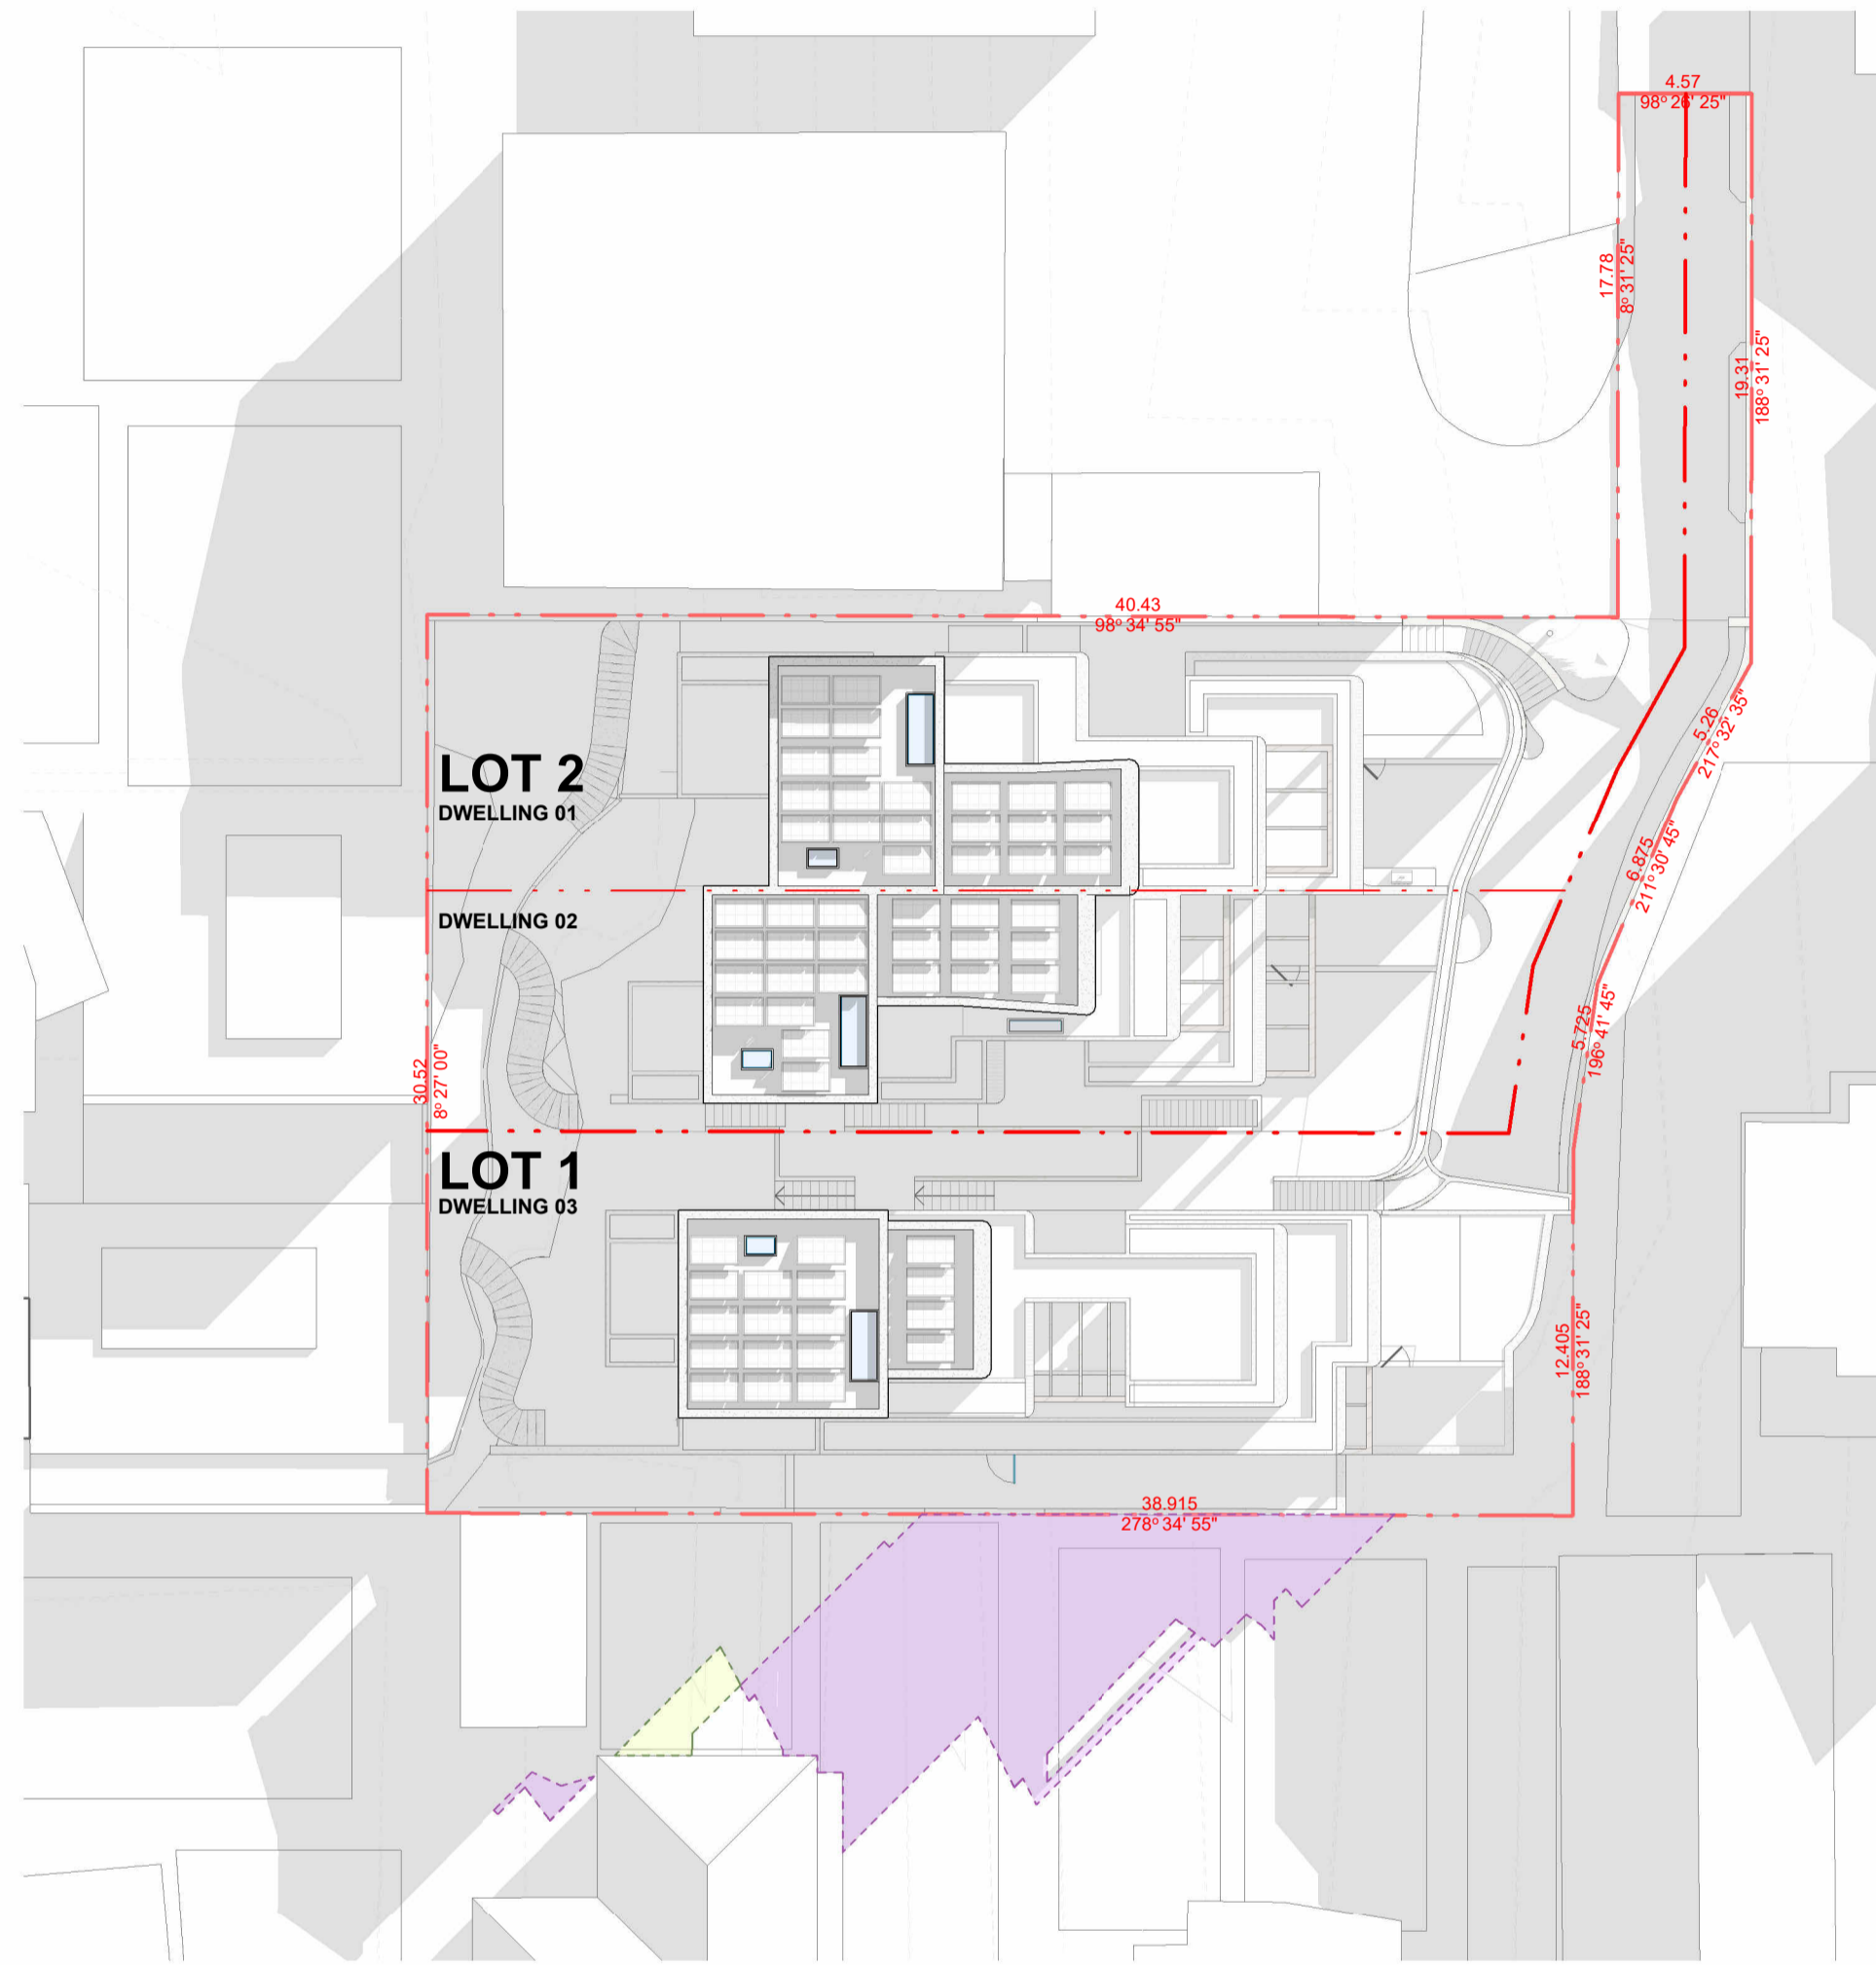 4.57
98° 26' 25"
17.78
8° 31' 25"
19.31
188° 31' 25"
40.43
98° 34' 55"
5.26
217° 32' 35"
LOT 2
DWELLING 01
6.875
211° 30' 45"
DWELLING 02
5.725
196° 41' 45"
30.52
8° 27' 00"
LOT 1
DWELLING 03
12.405
188° 31' 25"
38.915
278° 34' 55"